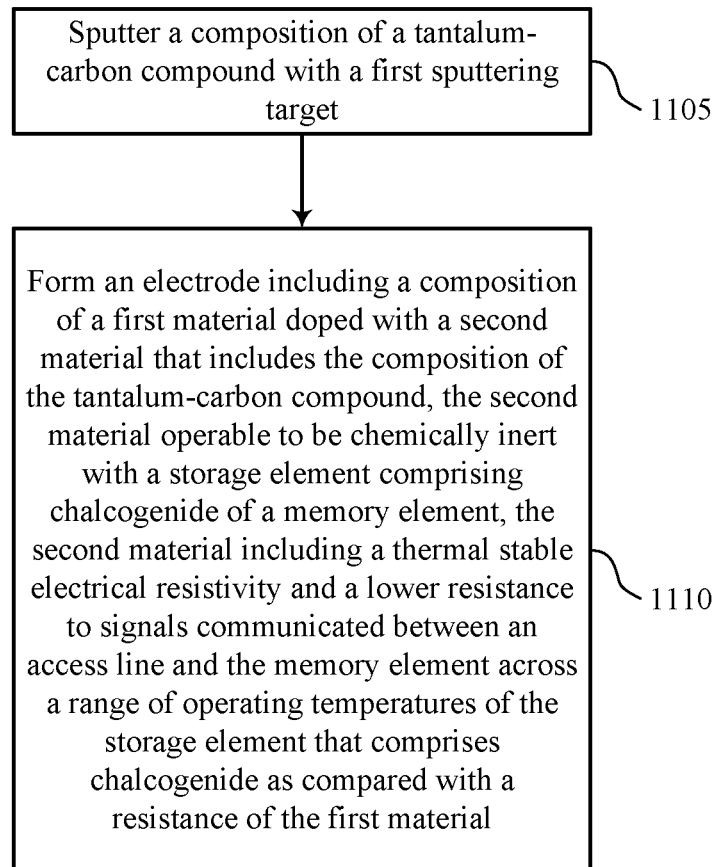 Sputter a composition of a tantalum-
carbon compound with a first sputtering
target
1105
Form an electrode including a composition
of a first material doped with a second
material that includes the composition of
the tantalum-carbon compound, the second
material operable to be chemically inert
with a storage element comprising
chalcogenide of a memory element, the
second material including a thermal stable
electrical resistivity and a lower resistance
to signals communicated between an
access line and the memory element across
a range of operating temperatures of the
storage element that comprises
chalcogenide as compared with a
resistance of the first material
1110